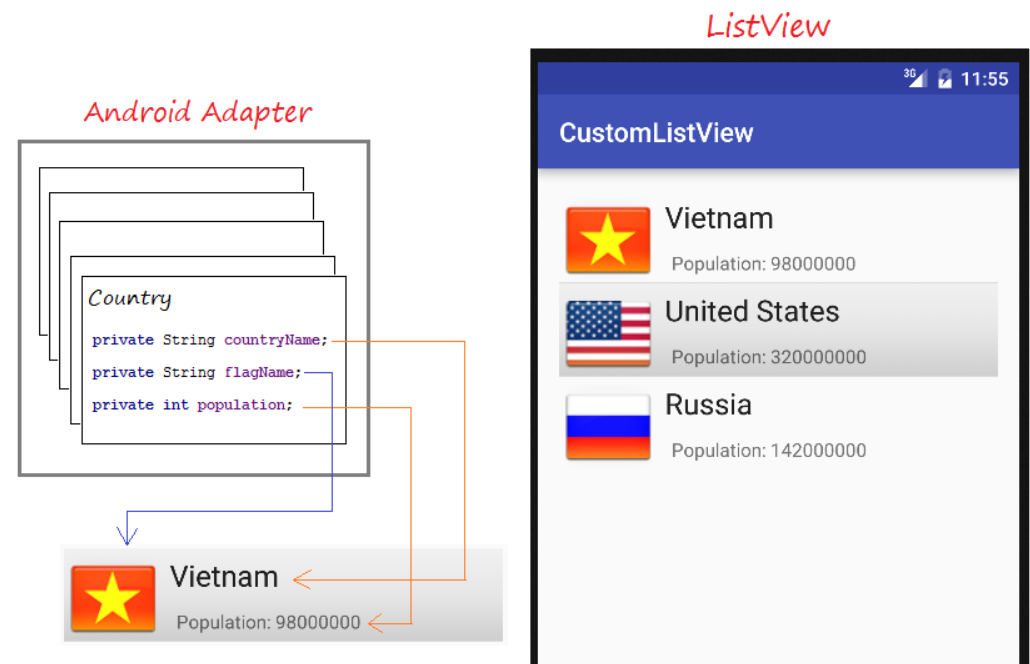 ListView
3G 11:55
CustomListView
Android Adapter
Country
private String countryName;
private String flagName;
private int population;
Vietnam
Population: 98000000
Vietnam
Population: 98000000
United States
Population: 320000000
Russia
Population: 142000000